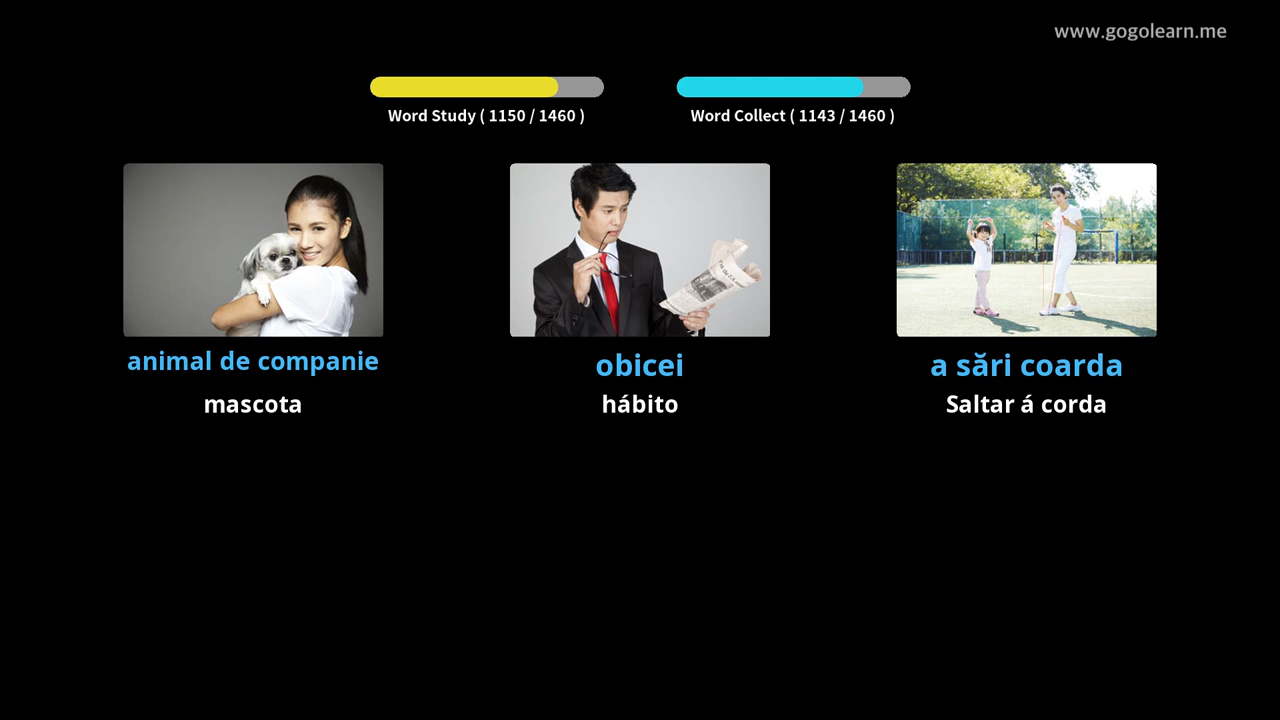 www.gogolearn.me
Word Study ( 1150 / 1460 )
Word Collect ( 1143 / 1460 )
animal de companie
obicei
a sări coarda
mascota
hábito
Saltar á corda